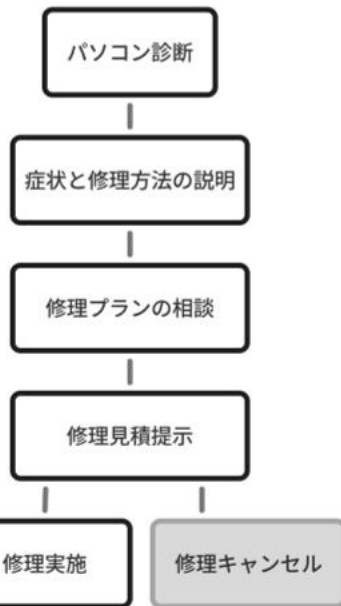 パソコン診断
症状と修理方法の説明
修理プランの相談
修理見積提示
修理実施
修理キャンセル